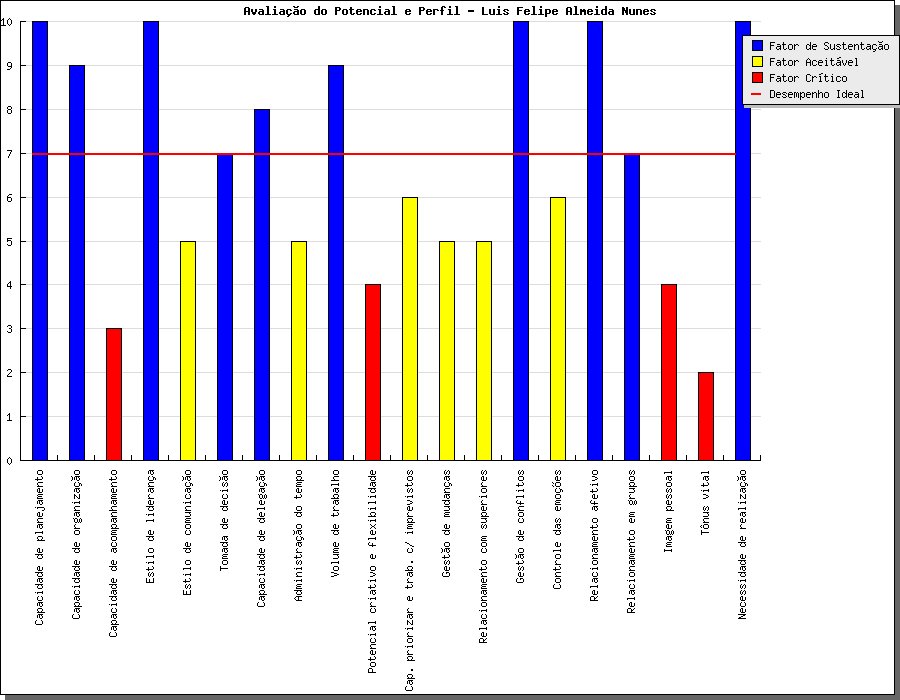 Avaliação do Potencial e Perfil - Luis Felipe Almeida Nunes
10
9
8
7
6
5
4
3
2
1
0
Fator de Sustentação
Fator Aceitável
Fator Crítico
Desempenho Ideal
Capacidade de planejamento
Capacidade de organização
Capacidade de acompanhamento
Estilo de liderança
Estilo de comunicação
Tomada de decisão
Capacidade de delegação
Administração do tempo
Volume de trabalho
Potencial criativo e flexibilidade
Cap. priorizar e trab. c/ imprevistos
Gestão de mudanças
Relacionamento com superiores
Gestão de conflitos
Controle das emoções
Relacionamento afetivo
Relacionamento em grupos
Imagem pessoal
Tônus vital
Necessidade de realização